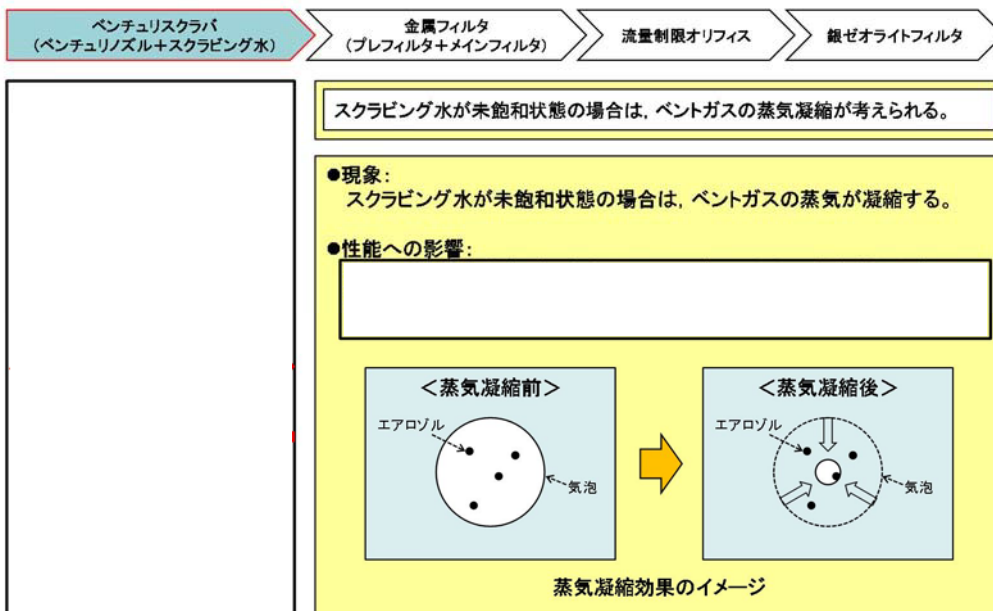 ベンチュリスクラバ
(ベンチュリノズル+スクラビング水)
金属フィルタ
(プレフィルタ+メインフィルタ)
流量制限オリフィス
銀ゼオライトフィルタ
スクラビング水が未飽和状態の場合は,ベントガスの蒸気凝縮が考えられる。
●現象:
スクラビング水が未飽和状態の場合は,ベントガスの蒸気が凝縮する。
●性能への影響:
<蒸気凝縮前>
エアロゾル
気泡
<蒸気凝縮後>
エアロゾル
気泡
蒸気凝縮効果のイメージ